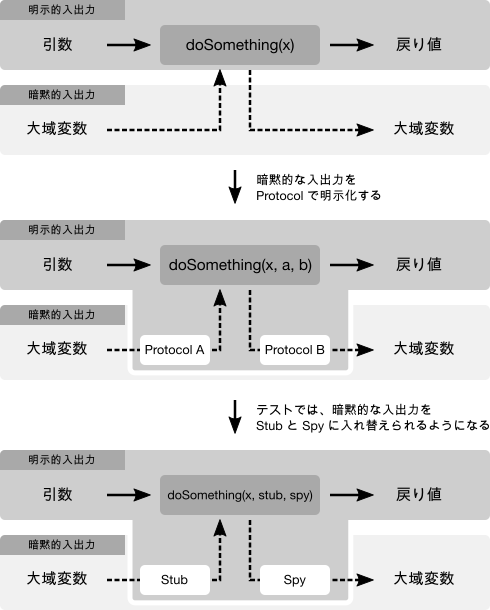 明示的入出力
引数
doSomething(x)
戻り値
暗黙的入出力
大域変数
大域変数
暗黙的な入出力を
Protocol で明示化する
明示的入出力
引数
doSomething(x, a, b)
戻り値
暗黙的入出力
大域変数
Protocol A
Protocol B
大域変数
テストでは、暗黙的な入出力を
Stub と Spy に入れ替えられるようになる
明示的入出力
引数
doSomething(x, stub, spy)
戻り値
暗黙的入出力
大域変数
Stub
Spy
大域変数